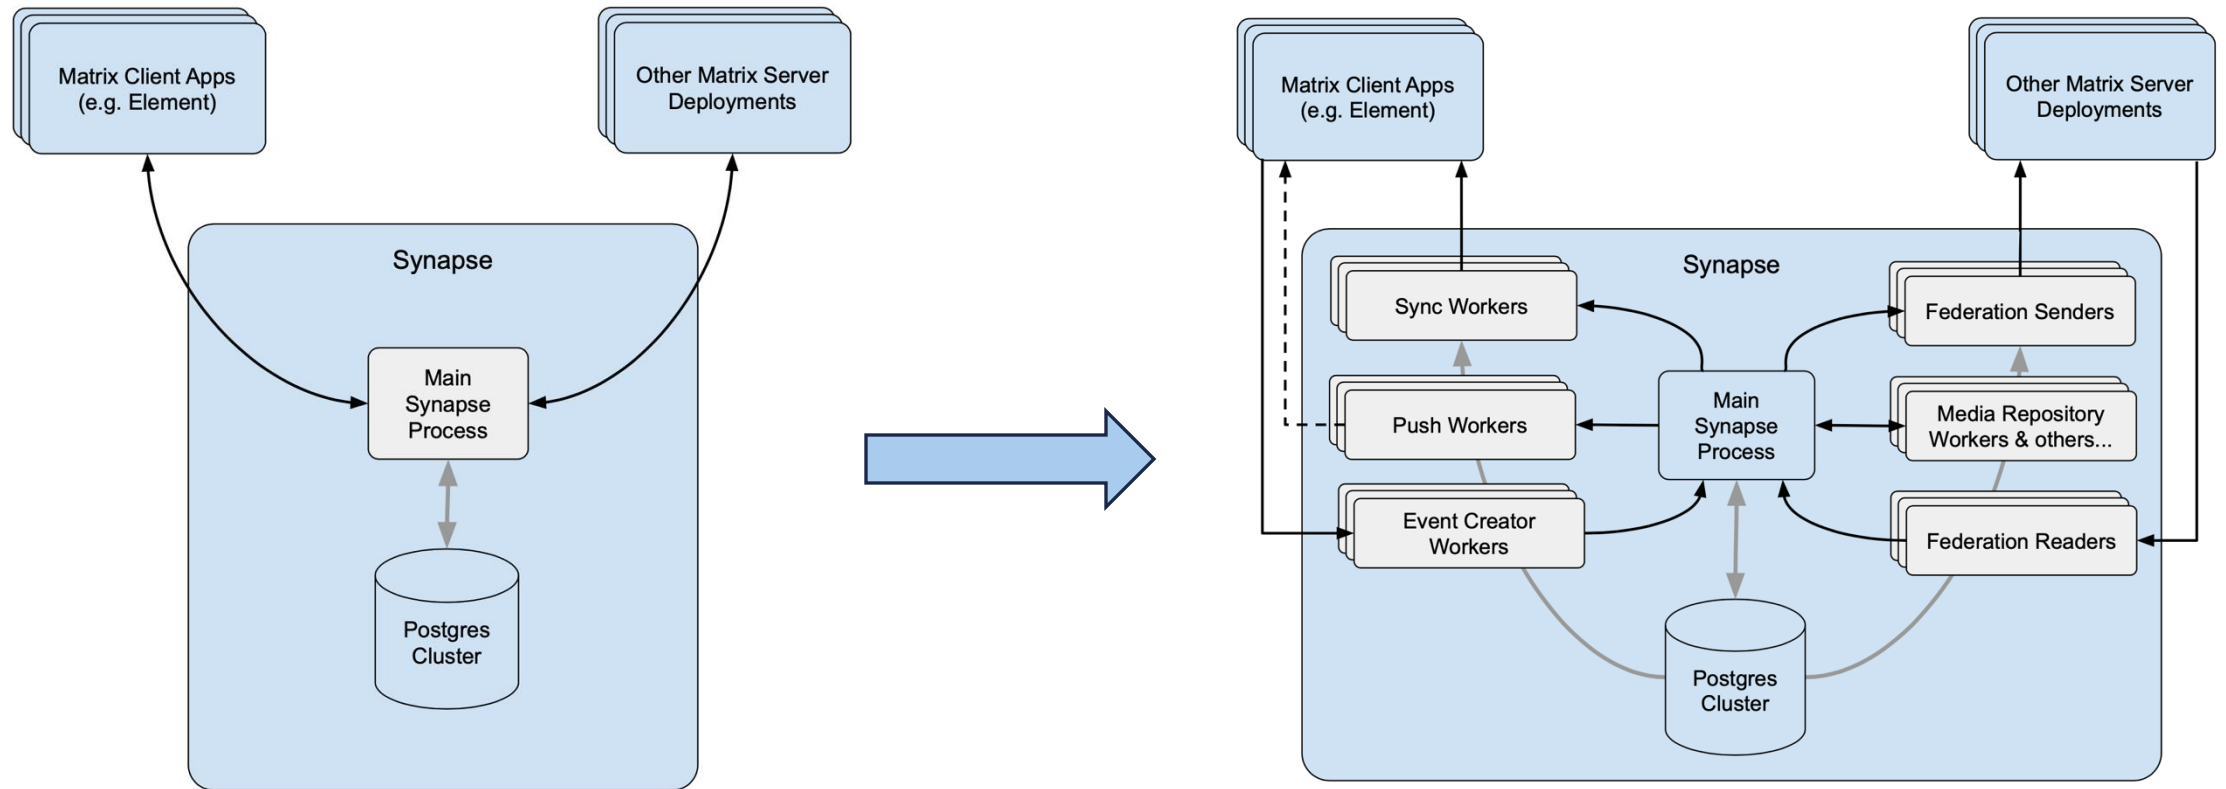 Matrix Client Apps
(e.g. Element)
Other Matrix Server
Deployments
Synapse
Main
Synapse
Process
Postgres
Cluster
Matrix Client Apps
(e.g. Element)
Other Matrix Server
Deployments
Synapse
Sync Workers
Federation Senders
Push Workers
Main
Synapse
Process
Media Repository
Workers & others...
Event Creator
Workers
Federation Readers
Postgres
Cluster